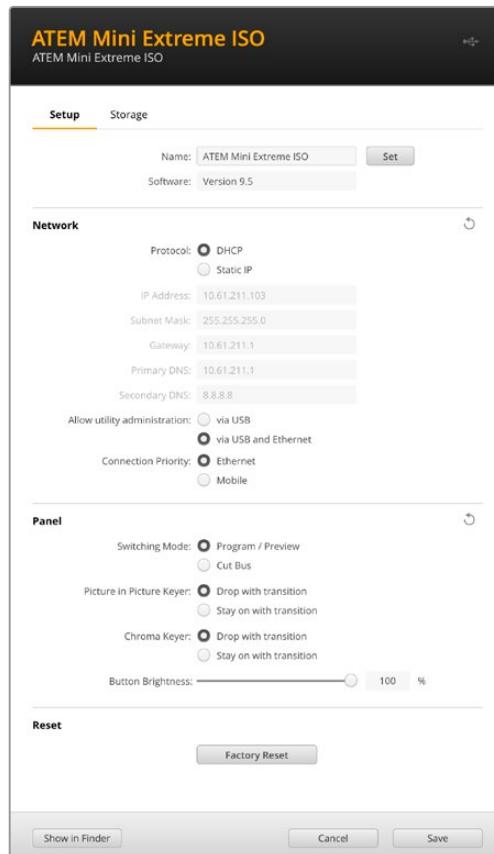 ATEM Mini Extreme ISO
ATEM Mini Extreme ISO
Setup Storage
Name: ATEM Mini Extreme ISO Set
Software: Version 9.5
Network
Protocol: DHCP
Static IP
IP Address: 10.61.211.103
Subnet Mask: 255.255.255.0
Gateway: 10.61.211.1
Primary DNS: 10.61.211.1
Secondary DNS: 8.8.8.8
Allow utility administration: via USB
via USB and Ethernet
Connection Priority: Ethernet
Mobile
Panel
Switching Mode: Program / Preview
Cut Bus
Picture in Picture Keyer: Drop with transition
Stay on with transition
Chroma Keyer: Drop with transition
Stay on with transition
Button Brightness: 100 %
Reset
Factory Reset
Show in Finder Cancel Save